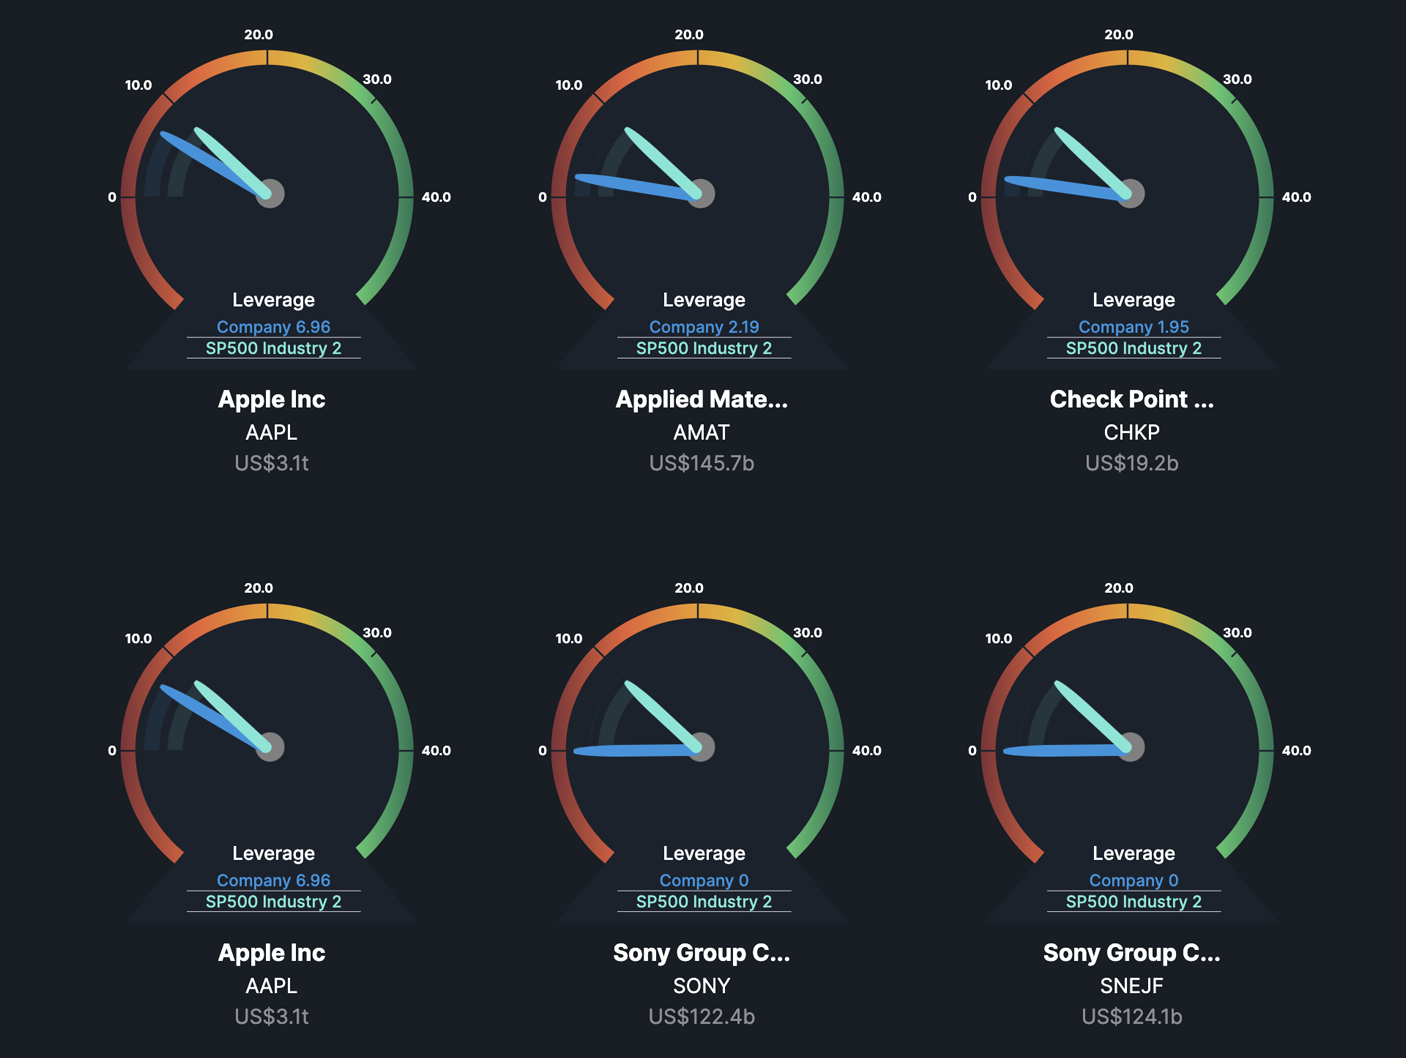 20.0
10.0
30.0
0
40.0
Leverage
Company 6.96
SP500 Industry 2
Apple Inc
AAPL
US$3.1t
20.0
10.0
30.0
0
40.0
Leverage
Company 2.19
SP500 Industry 2
Applied Mate...
AMAT
US$145.7b
20.0
10.0
30.0
0
40.0
Leverage
Company 1.95
SP500 Industry 2
Check Point ...
CHKP
US$19.2b
20.0
10.0
30.0
0
40.0
Leverage
Company 6.96
SP500 Industry 2
Apple Inc
AAPL
US$3.1t
20.0
10.0
30.0
0
40.0
Leverage
Company 0
SP500 Industry 2
Sony Group C...
SONY
US$122.4b
20.0
10.0
30.0
0
40.0
Leverage
Company 0
SP500 Industry 2
Sony Group C...
SNEJF
US$124.1b